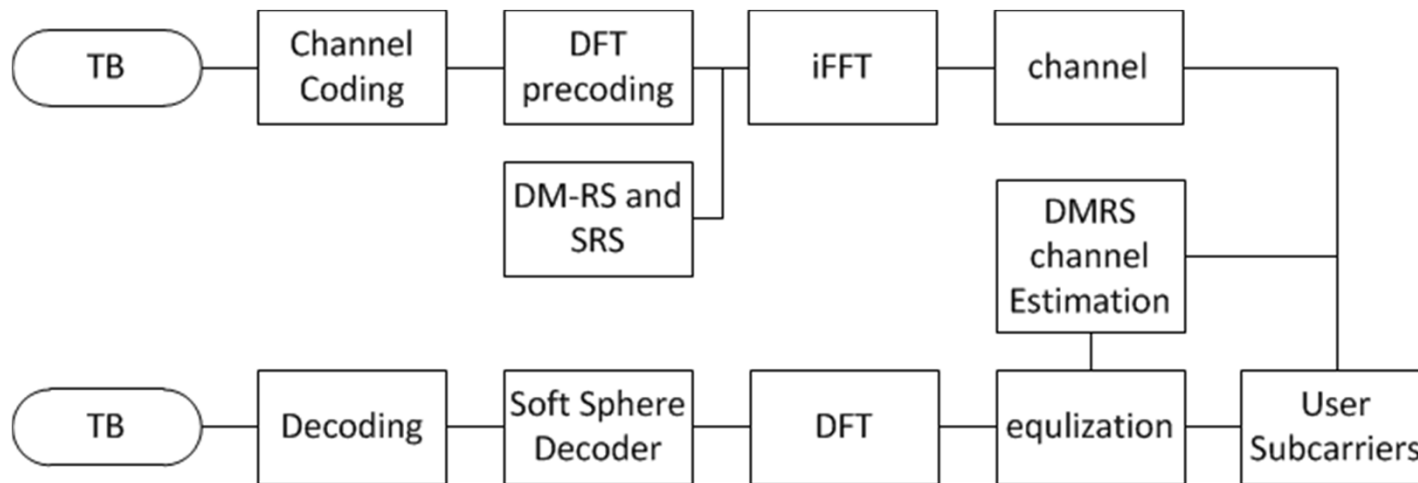 TB
Channel
Coding
DFT
precoding
iFFT
channel
DM-RS and
SRS
DMRS
channel
Estimation
TB
Decoding
Soft Sphere
Decoder
DFT
equlization
User
Subcarriers